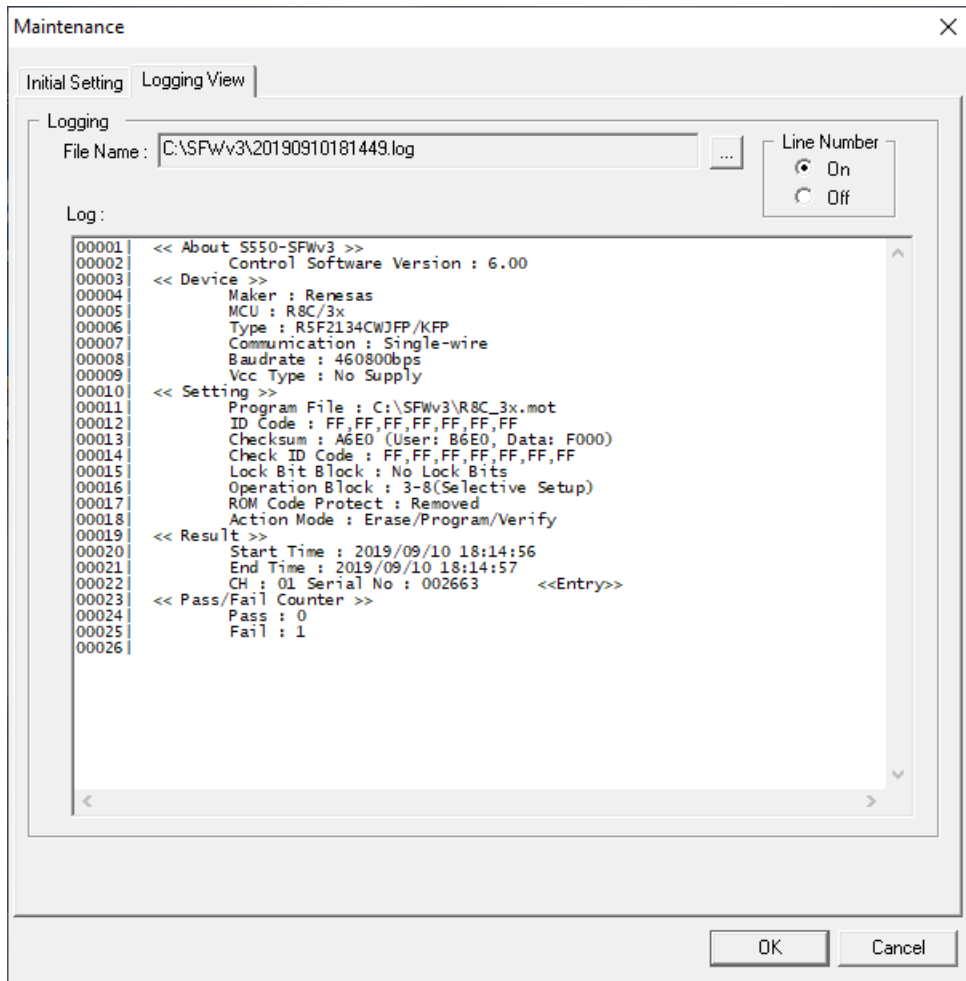 Maintenance
Initial Setting Logging View
Logging
File Name : C:\SFWv3\20190910181449.log ...
Line Number
On
Off
Log :
00001| << About S550-SFWv3 >>
00002| Control Software Version : 6.00
00003| << Device >>
00004| Maker : Renesas
00005| MCU : R8C/3x
00006| Type : R5F2134CWJFP/KFP
00007| Communication : Single-wire
00008| Baudrate : 460800bps
00009| Vcc Type : No Supply
00010| << Setting >>
00011| Program File : C:\SFWv3\R8C_3x.mot
00012| ID Code : FF,FF,FF,FF,FF,FF,FF
00013| Checksum : A6E0 (User: B6E0, Data: F000)
00014| Check ID Code : FF,FF,FF,FF,FF,FF,FF
00015| Lock Bit Block : No Lock Bits
00016| Operation Block : 3-8(Selective Setup)
00017| ROM Code Protect : Removed
00018| Action Mode : Erase/Program/Verify
00019| << Result >>
00020| Start Time : 2019/09/10 18:14:56
00021| End Time : 2019/09/10 18:14:57
00022| CH : 01 Serial No : 002663 <<Entry>>
00023| << Pass/Fail Counter >>
00024| Pass : 0
00025| Fail : 1
00026|
OK Cancel